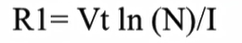 R1= Vt ln (N)/I